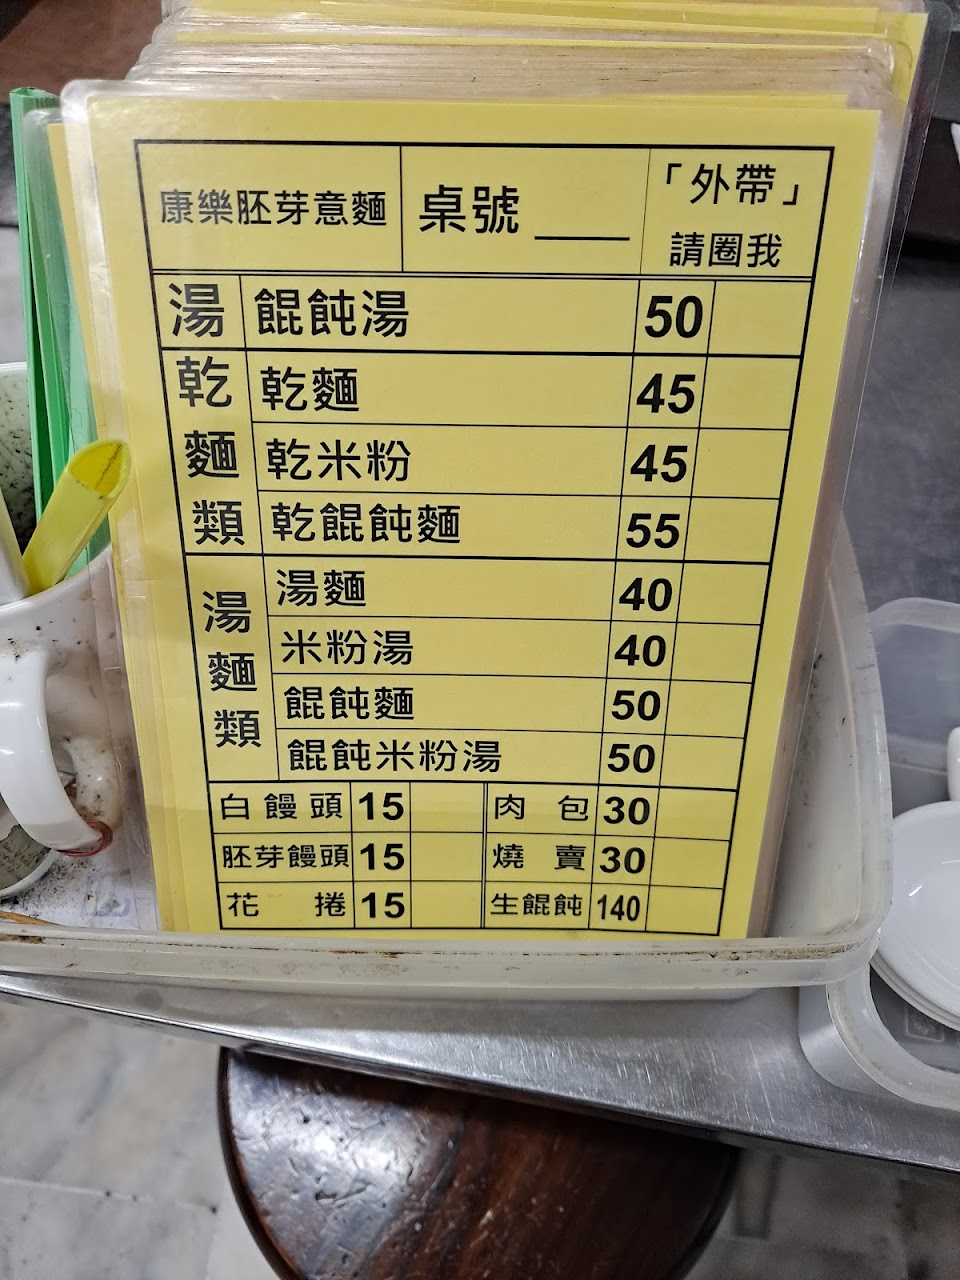 康樂胚芽意麵 桌號 ____ 「外帶」
請圈我
湯 餛飩湯 50
乾麵類 乾麵 45
乾米粉 45
乾餛飩麵 55
湯麵類 湯麵 40
米粉湯 40
餛飩麵 50
餛飩米粉湯 50
白饅頭 15 肉包 30
胚芽饅頭 15 燒賣 30
花捲 15 生餛飩 140